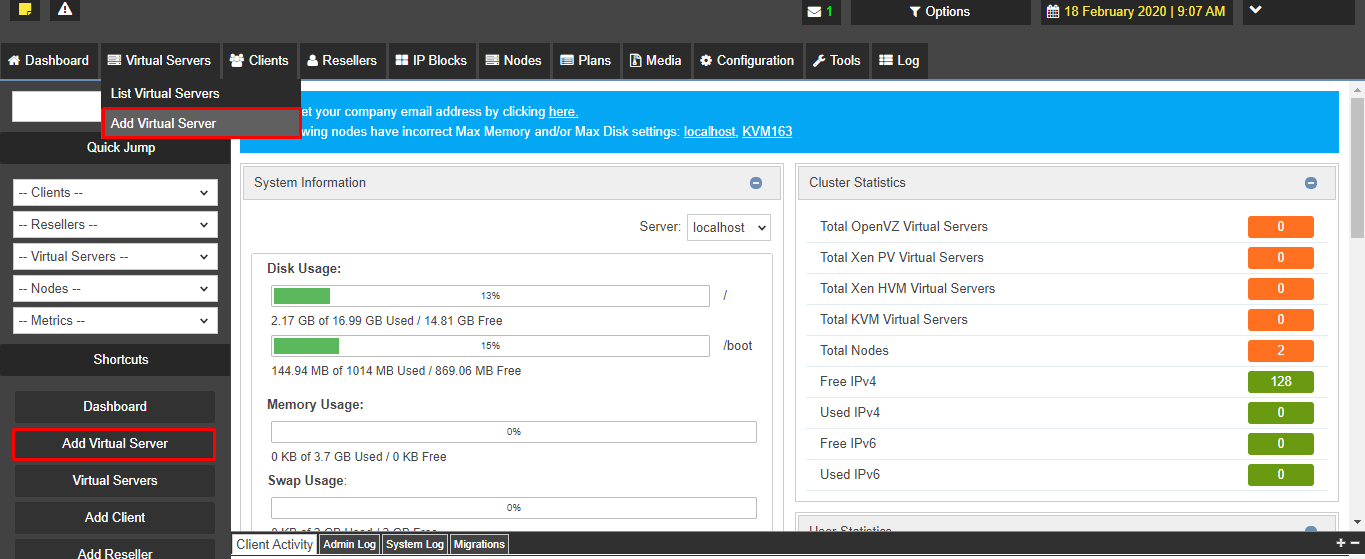 1
Options
18 February 2020 | 9:07 AM
Dashboard
Virtual Servers
Clients
Resellers
IP Blocks
Nodes
Plans
Media
Configuration
Tools
Log
List Virtual Servers
Add Virtual Server
et your company email address by clicking here.
wing nodes have incorrect Max Memory and/or Max Disk settings: localhost, KVM163
Quick Jump
-- Clients --
-- Resellers --
-- Virtual Servers --
-- Nodes --
-- Metrics --
Shortcuts
Dashboard
Add Virtual Server
Virtual Servers
Add Client
Add Reseller
System Information
Server: localhost
Disk Usage:
13% /
2.17 GB of 16.99 GB Used / 14.81 GB Free
15% /boot
144.94 MB of 1014 MB Used / 869.06 MB Free
Memory Usage:
0%
0 KB of 3.7 GB Used / 0 KB Free
Swap Usage:
0%
Cluster Statistics
Total OpenVZ Virtual Servers 0
Total Xen PV Virtual Servers 0
Total Xen HVM Virtual Servers 0
Total KVM Virtual Servers 0
Total Nodes 2
Free IPv4 128
Used IPv4 0
Free IPv6 0
Used IPv6 0
User Statistics
Client Activity
Admin Log
System Log
Migrations